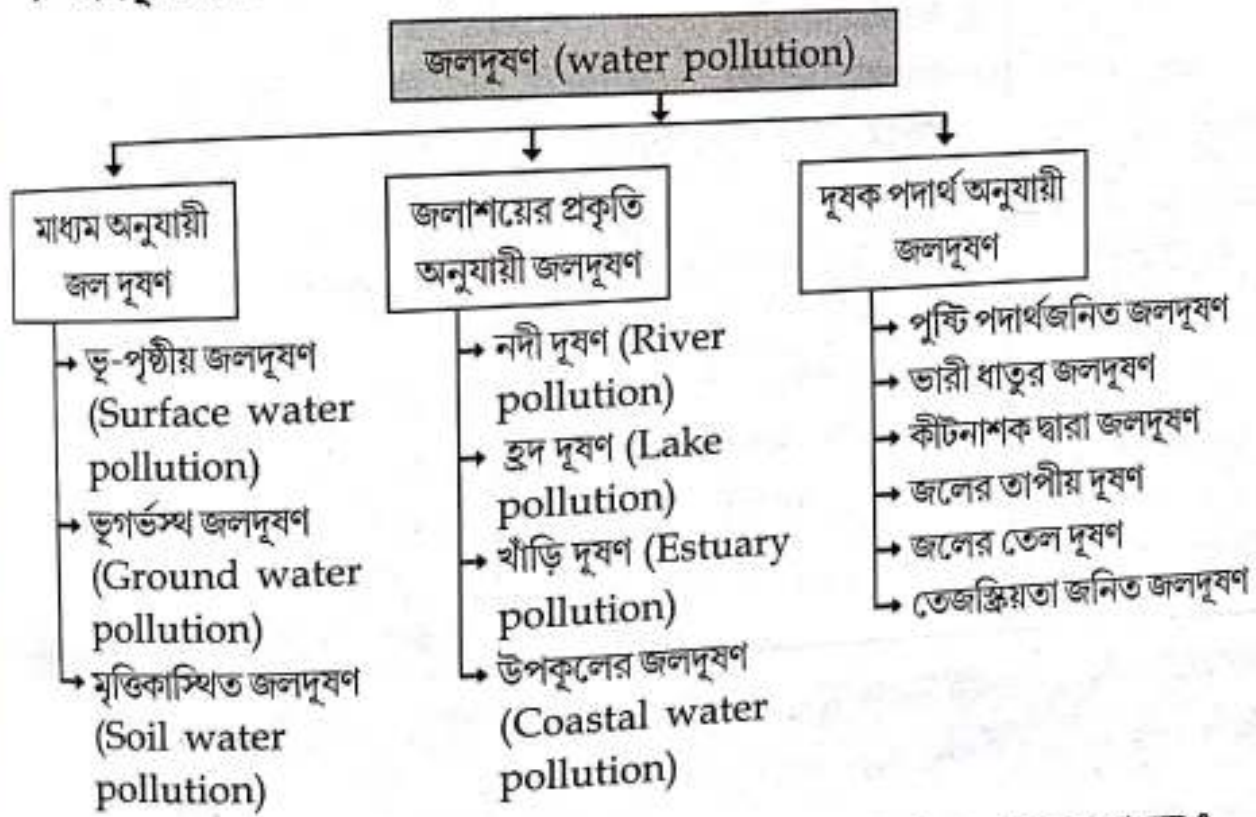 জলদূষণ (water pollution)
মাধ্যম অনুযায়ী
জল দূষণ
→ ভূ-পৃষ্ঠীয় জলদূষণ
(Surface water
pollution)
→ ভূগর্ভস্থ জলদূষণ
(Ground water
pollution)
→ মৃত্তিকাস্থিত জলদূষণ
(Soil water
pollution)
জলাশয়ের প্রকৃতি
অনুযায়ী জলদূষণ
→ নদী দূষণ (River
pollution)
→ হ্রদ দূষণ (Lake
pollution)
→ খাঁড়ি দূষণ (Estuary
pollution)
→ উপকূলের জলদূষণ
(Coastal water
pollution)
দূষক পদার্থ অনুযায়ী
জলদূষণ
→ পুষ্টি পদার্থজনিত জলদূষণ
→ ভারী ধাতুর জলদূষণ
→ কীটনাশক দ্বারা জলদূষণ
→ জলের তাপীয় দূষণ
→ জলের তেল দূষণ
→ তেজস্ক্রিয়তা জনিত জলদূষণ